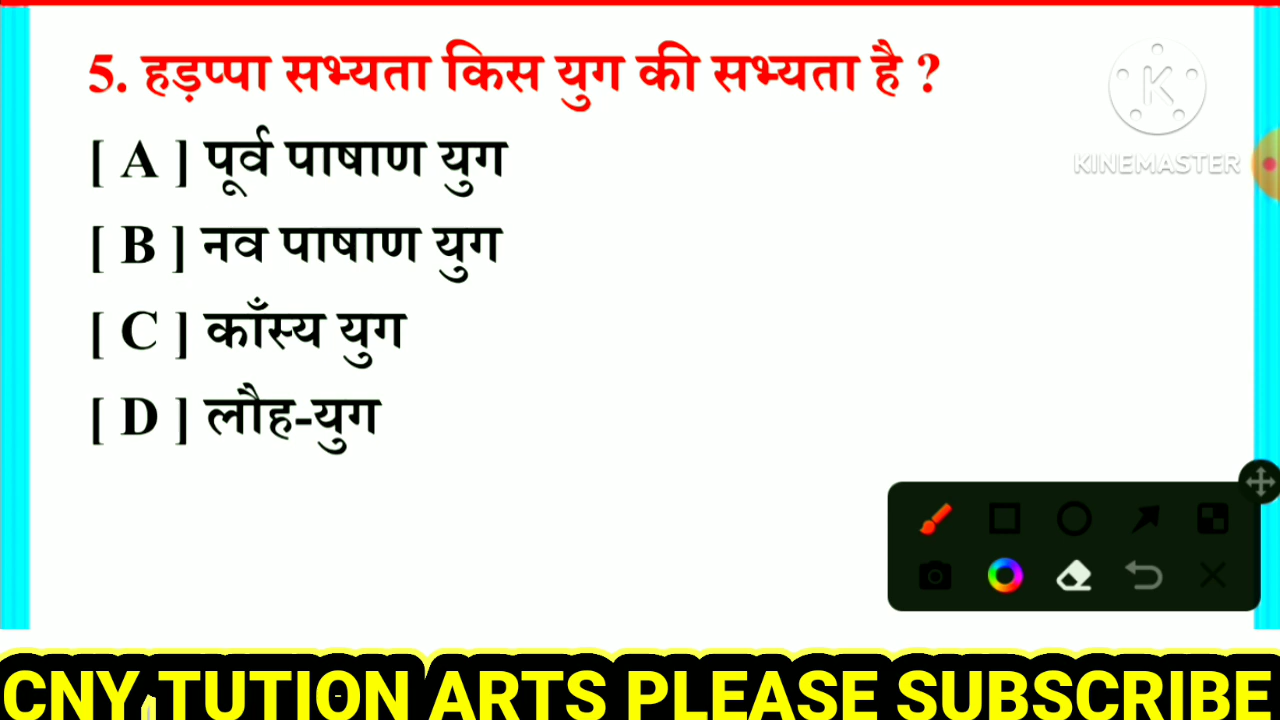 5. हड़प्पा सभ्यता किस युग की सभ्यता है ?
[ A ] पूर्व पाषाण युग
[ B ] नव पाषाण युग
[ C ] काँस्य युग
[ D ] लौह-युग
K
KINEMASTER
CNY TUTION ARTS PLEASE SUBSCRIBE